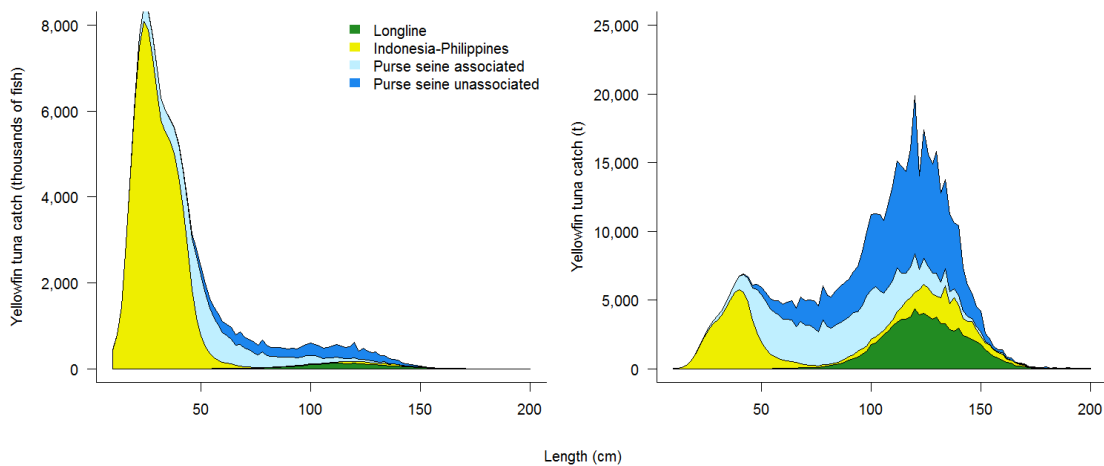 Yellowfin tuna catch (thousands of fish)
8,000
6,000
4,000
2,000
0
50
100
150
200
Longline
Indonesia-Philippines
Purse seine associated
Purse seine unassociated
Yellowfin tuna catch (t)
25,000
20,000
15,000
10,000
5,000
0
50
100
150
200
Length (cm)